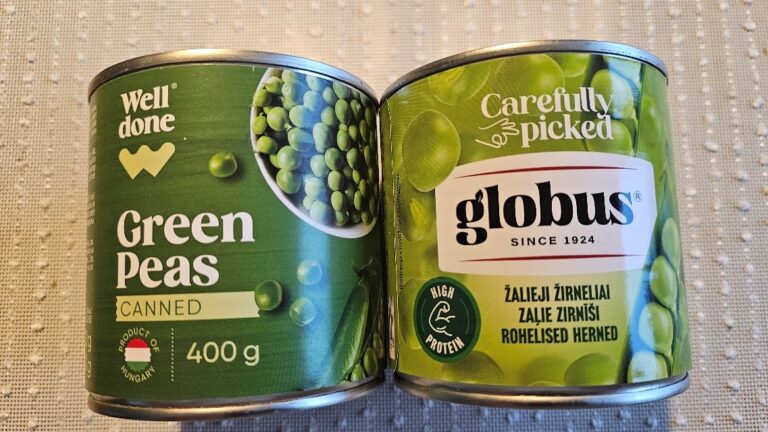 Well®
done
Green
Peas
CANNED
PRODUCT OF
HUNGARY
400 g
Carefully
picked
globus®
SINCE 1924
HIGH
PROTEIN
ŽALIEJI ŽIRNELIAI
ZAĻIE ZIRNĪŠI
ROHELISED HERNED